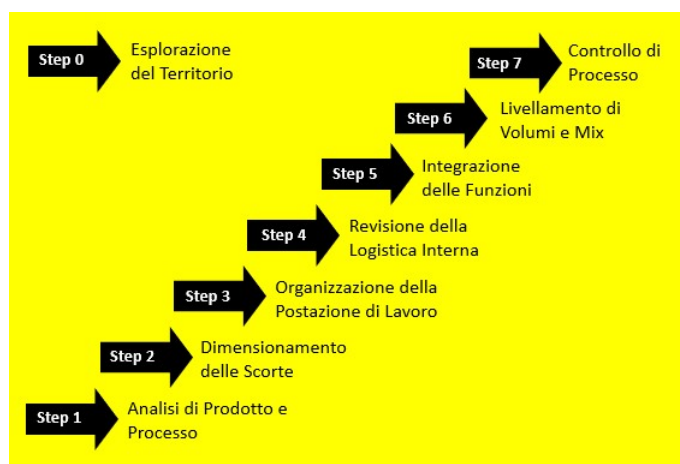 Step 0
Esplorazione
del Territorio
Step 7
Controllo di
Processo
Step 6
Livellamento di
Volumi e Mix
Step 5
Integrazione
delle Funzioni
Step 4
Revisione della
Logistica Interna
Step 3
Organizzazione della
Postazione di Lavoro
Step 2
Dimensionamento
delle Scorte
Step 1
Analisi di Prodotto e
Processo